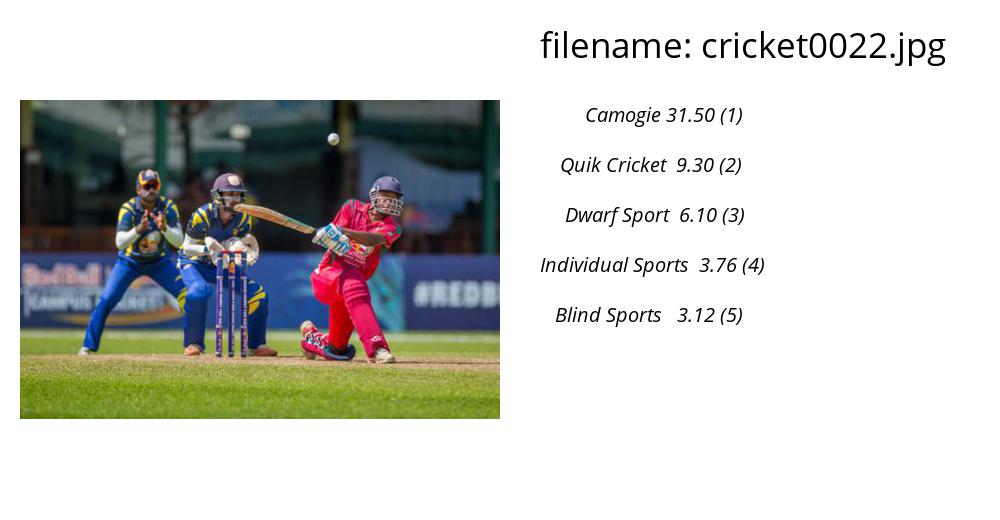 filename: cricket0022.jpg
Camogie 31.50 (1)
Quik Cricket 9.30 (2)
Dwarf Sport 6.10 (3)
Individual Sports 3.76 (4)
Blind Sports 3.12 (5)
Red Bull
CAMPUS CRICKET
#REDB